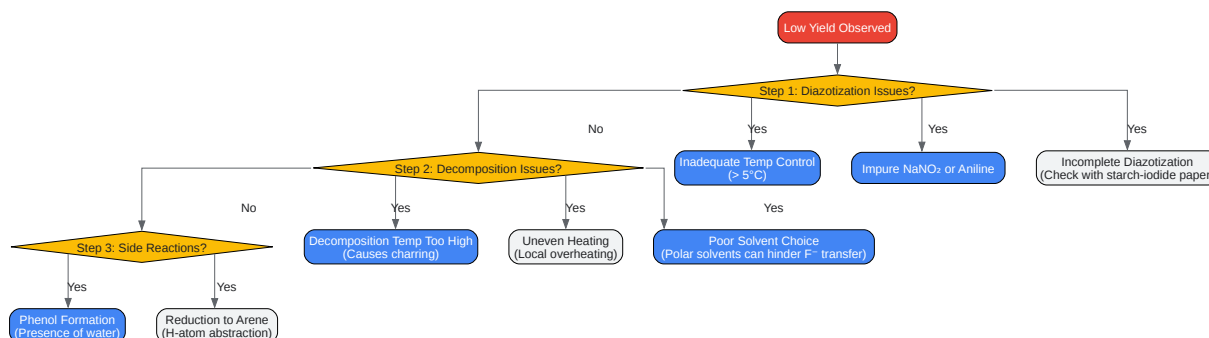 Low Yield Observed
Step 1: Diazotization Issues?
No
Yes
Yes
Yes
Inadequate Temp Control
(> 5°C)
Impure NaNO₂ or Aniline
Incomplete Diazotization
(Check with starch-iodide paper
Step 2: Decomposition Issues?
No
Yes
Yes
Yes
Step 3: Side Reactions?
Decomposition Temp Too High
(Causes charring)
Uneven Heating
(Local overheating)
Poor Solvent Choice
(Polar solvents can hinder F⁻ transfer)
Yes
Yes
Phenol Formation
(Presence of water)
Reduction to Arene
(H-atom abstraction)